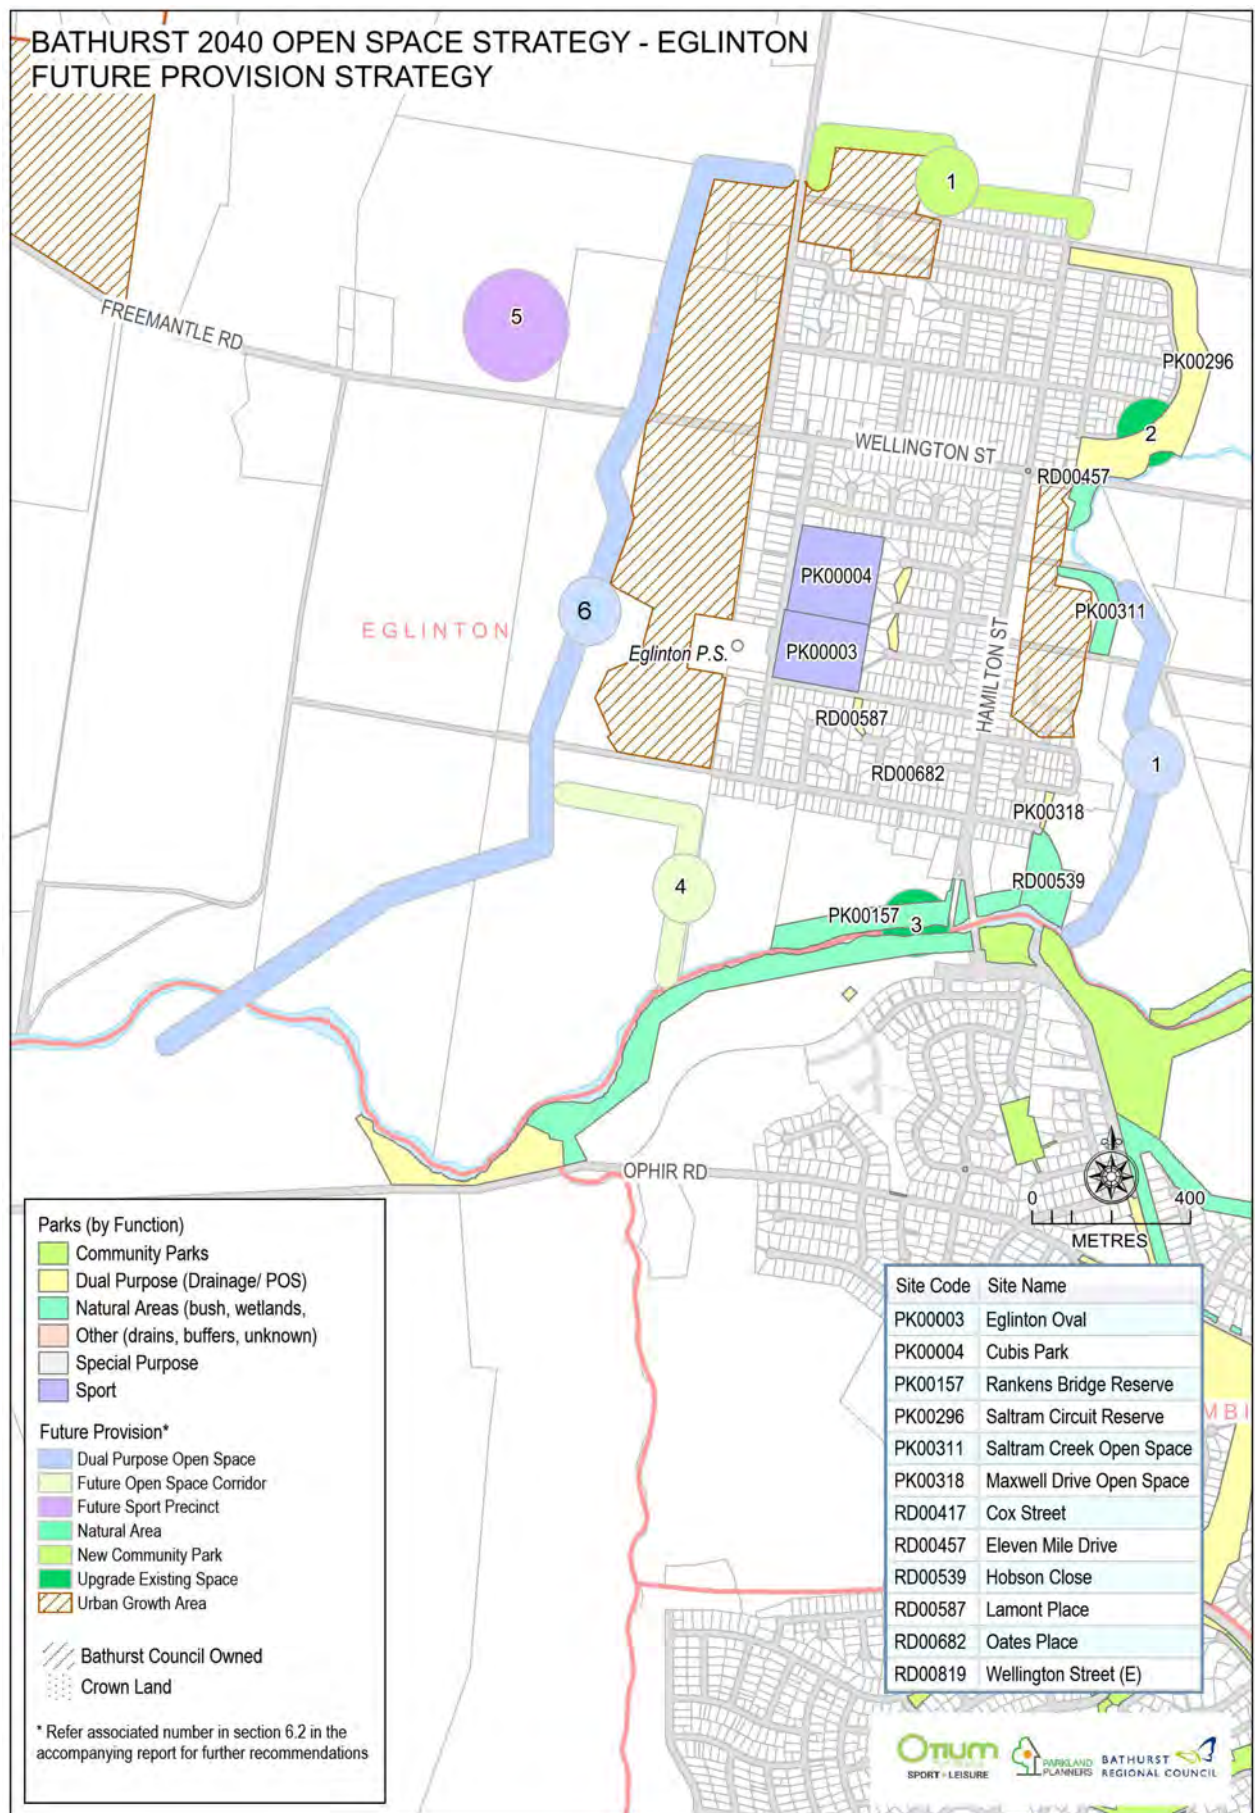 BATHURST 2040 OPEN SPACE STRATEGY - EGLINTON
FUTURE PROVISION STRATEGY
1
5
FREEMANTLE RD
PK00296
2
WELLINGTON ST
RD00457
PK00004
6
PK00311
EGLINTON
Eglinton P.S.
PK00003
HAMILTON ST
RD00587
1
RD00682
PK00318
4
RD00539
PK00157
3
OPHIR RD
0 400
METRES
Parks (by Function)
Community Parks
Dual Purpose (Drainage/ POS)
Natural Areas (bush, wetlands,
Other (drains, buffers, unknown)
Special Purpose
Sport
Future Provision*
Dual Purpose Open Space
Future Open Space Corridor
Future Sport Precinct
Natural Area
New Community Park
Upgrade Existing Space
Urban Growth Area
Bathurst Council Owned
Crown Land
* Refer associated number in section 6.2 in the
accompanying report for further recommendations
Site Code Site Name
PK00003 Eglinton Oval
PK00004 Cubis Park
PK00157 Rankens Bridge Reserve
PK00296 Saltram Circuit Reserve
PK00311 Saltram Creek Open Space
PK00318 Maxwell Drive Open Space
RD00417 Cox Street
RD00457 Eleven Mile Drive
RD00539 Hobson Close
RD00587 Lamont Place
RD00682 Oates Place
RD00819 Wellington Street (E)
MBI
OTIUM
SPORT + LEISURE
PARKLAND
PLANNERS
BATHURST
REGIONAL COUNCIL